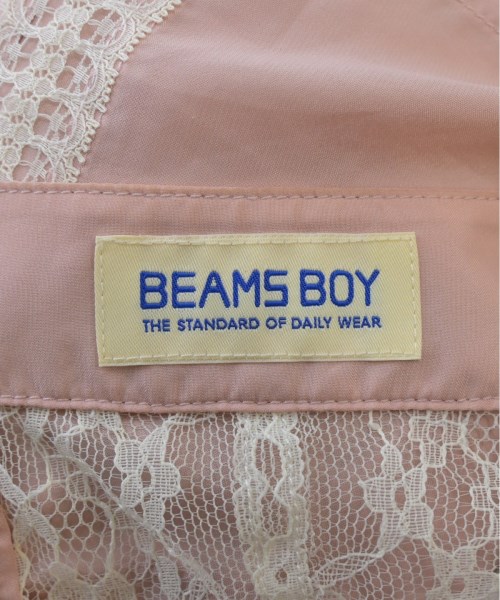 BEAMS BOY
THE STANDARD OF DAILY WEAR